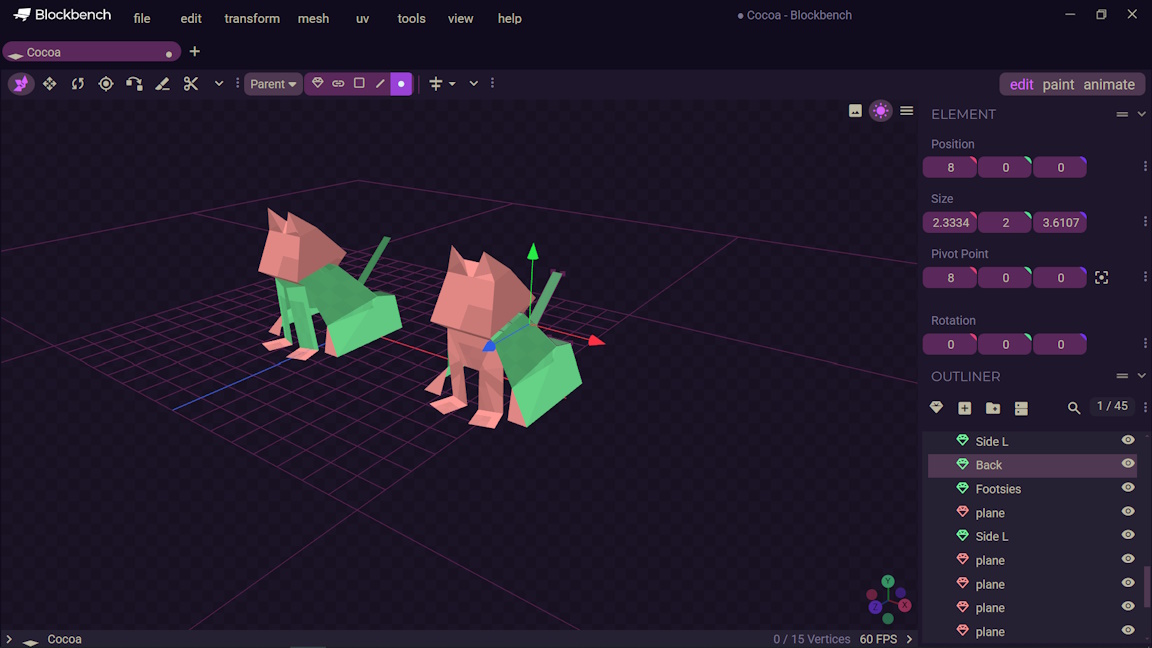 Blockbench file edit transform mesh uv tools view help ● Cocoa - Blockbench
Cocoa
Parent edit paint animate
ELEMENT
Position
8 0 0
Size
2.3334 2 3.6107
Pivot Point
8 0 0
Rotation
0 0 0
OUTLINER
1 / 45
Side L
Back
Footsies
plane
Side L
plane
plane
plane
plane
Y
X
Z
Cocoa 0 / 15 Vertices 60 FPS